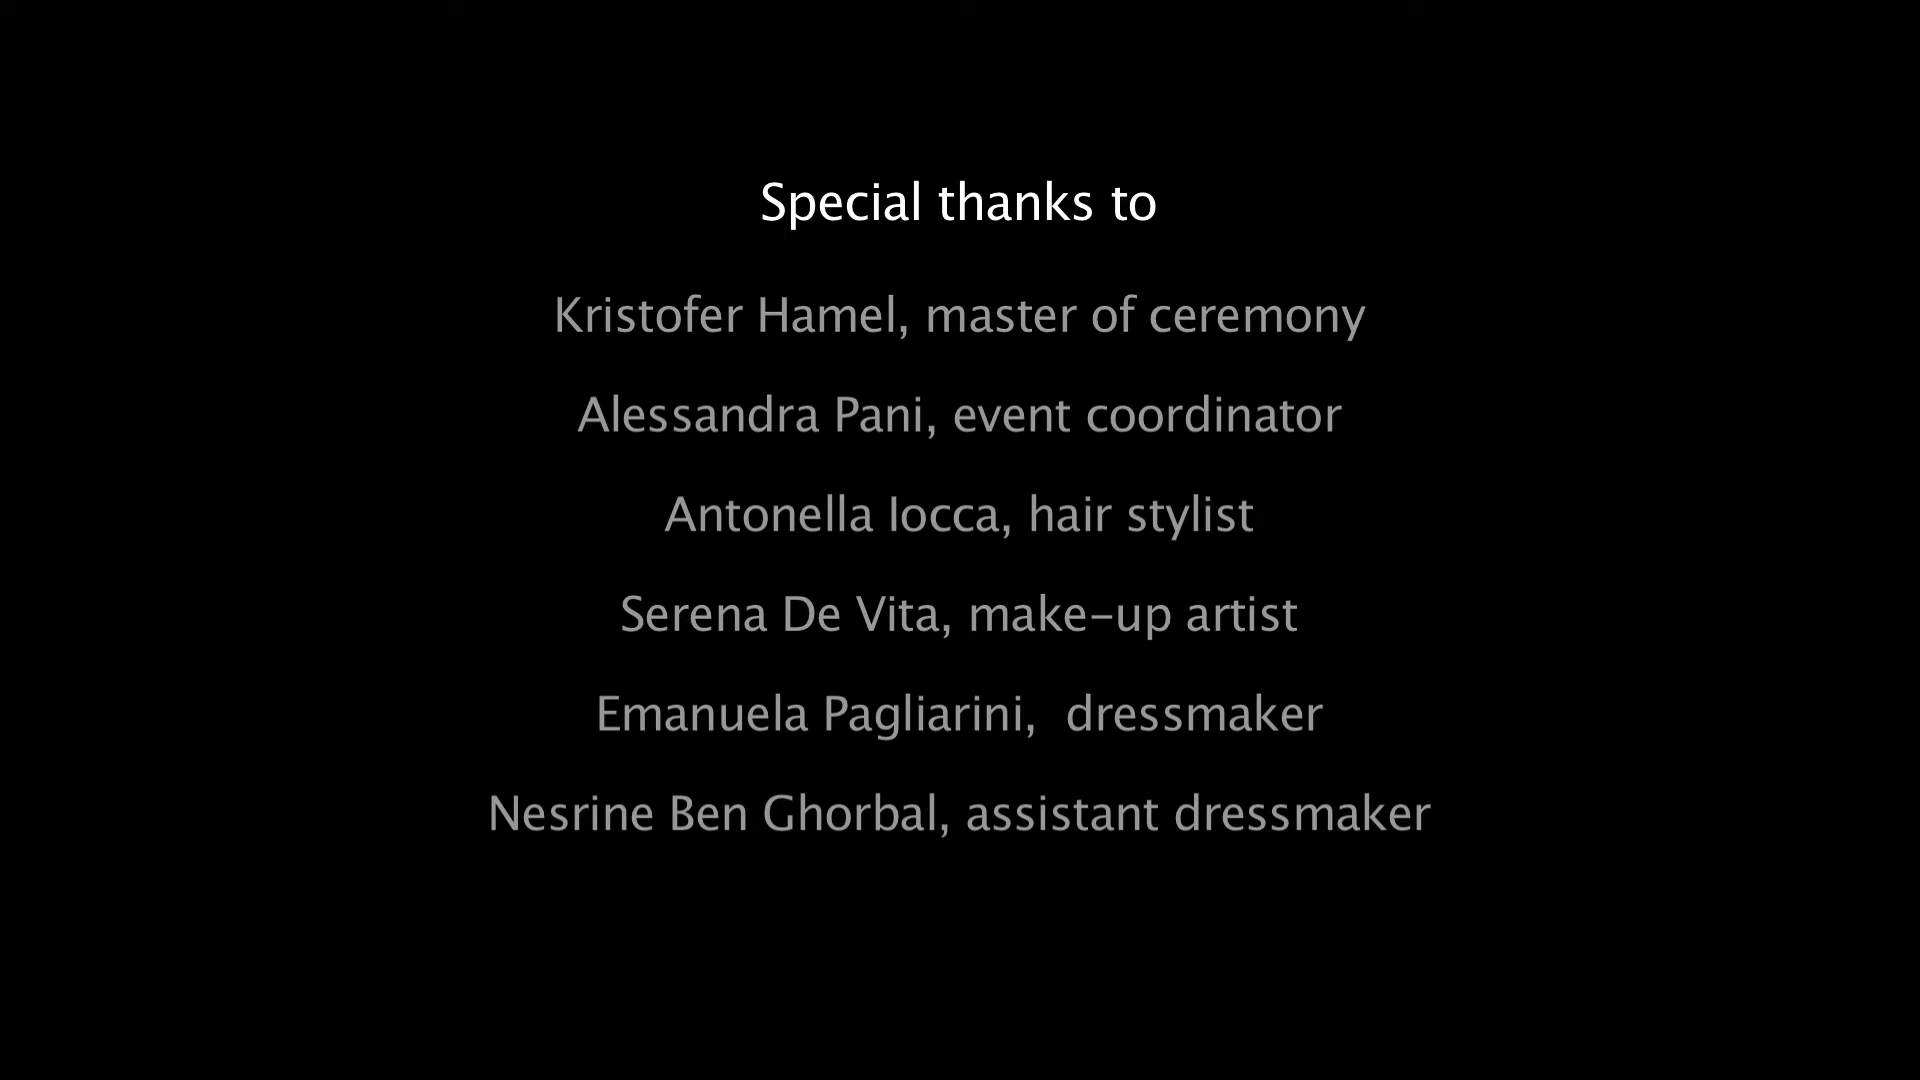 Special thanks to
Kristofer Hamel, master of ceremony
Alessandra Pani, event coordinator
Antonella Iocca, hair stylist
Serena De Vita, make-up artist
Emanuela Pagliarini,  dressmaker
Nesrine Ben Ghorbal, assistant dressmaker